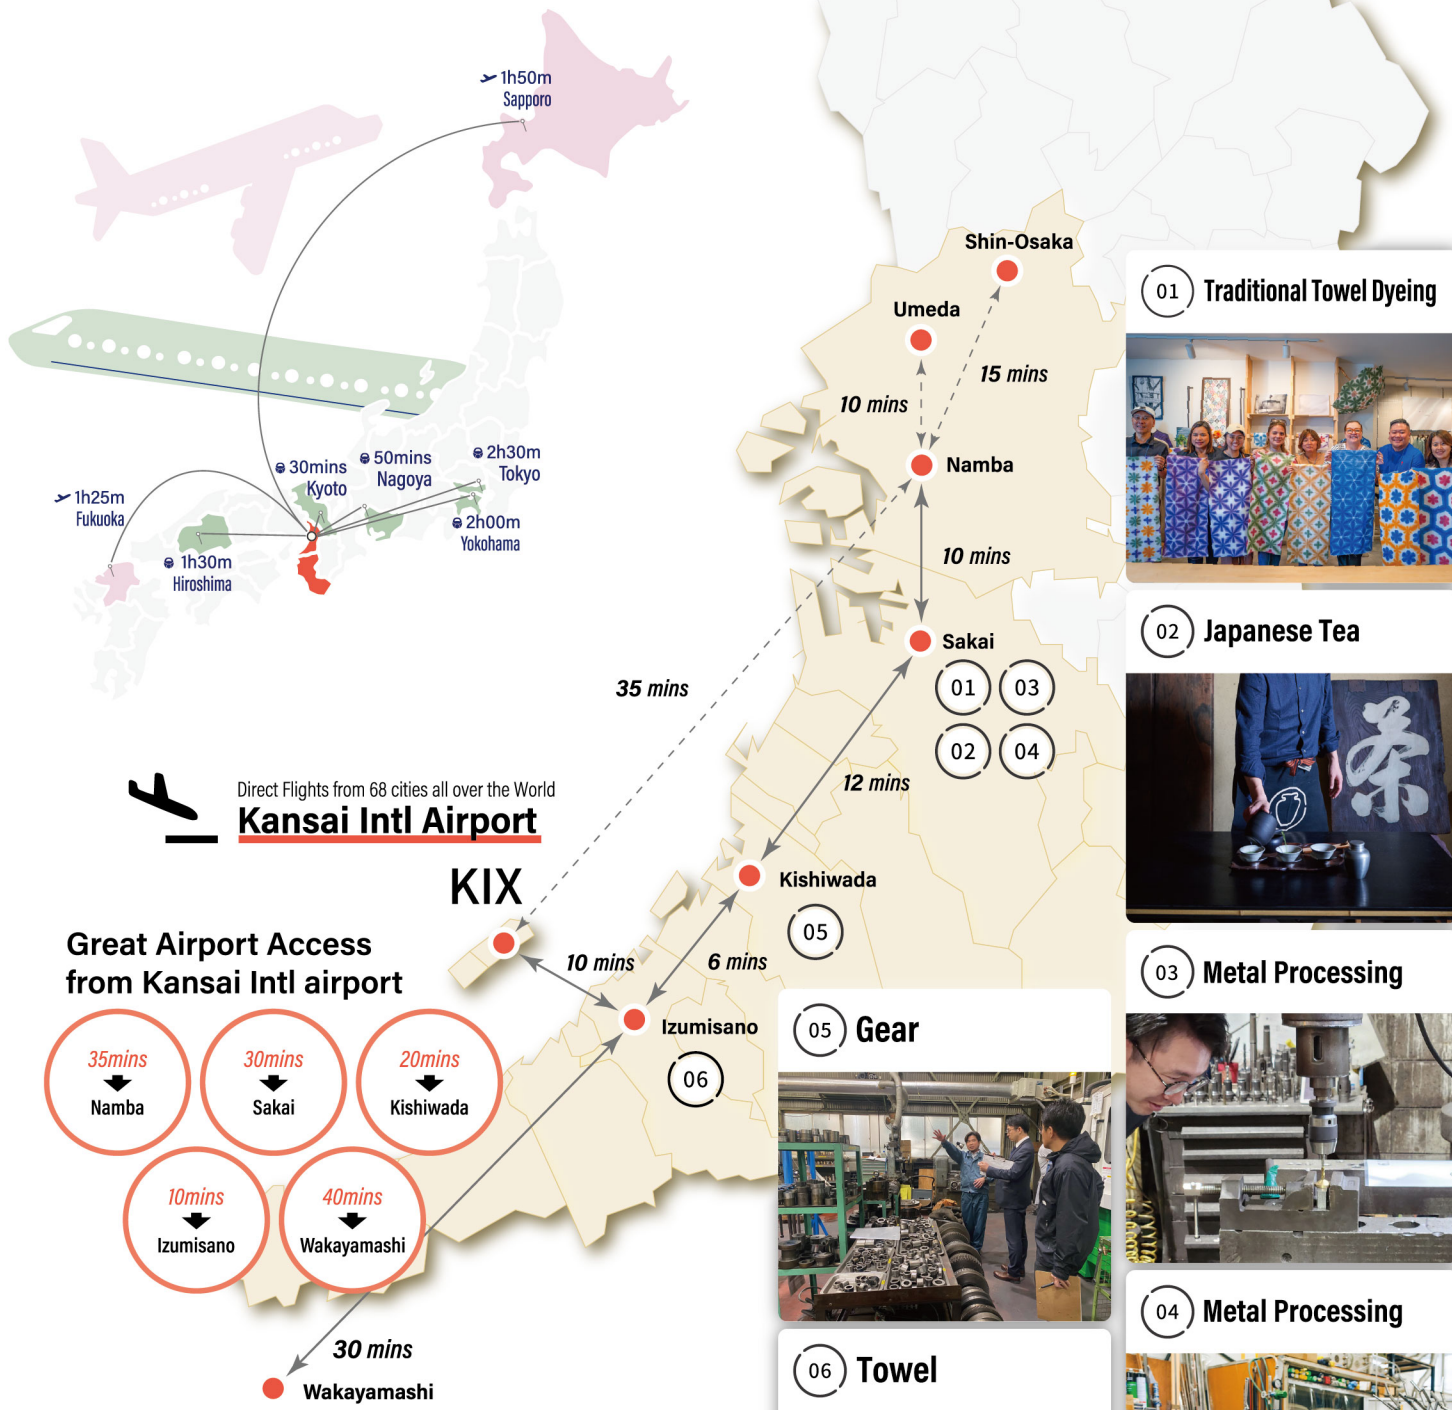 1h50m
Sapporo
30mins
Kyoto
50mins
Nagoya
2h30m
Tokyo
2h00m
Yokohama
1h25m
Fukuoka
1h30m
Hiroshima
Direct Flights from 68 cities all over the World
Kansai Intl Airport
KIX
Great Airport Access
from Kansai Intl airport
35mins
Namba
30mins
Sakai
20mins
Kishiwada
10mins
Izumisano
40mins
Wakayamashi
Shin-Osaka
Umeda
15 mins
10 mins
Namba
10 mins
Sakai
01
03
02
04
35 mins
12 mins
Kishiwada
05
10 mins
6 mins
Izumisano
06
30 mins
Wakayamashi
01 Traditional Towel Dyeing
02 Japanese Tea
茶
03 Metal Processing
04 Metal Processing
05 Gear
06 Towel